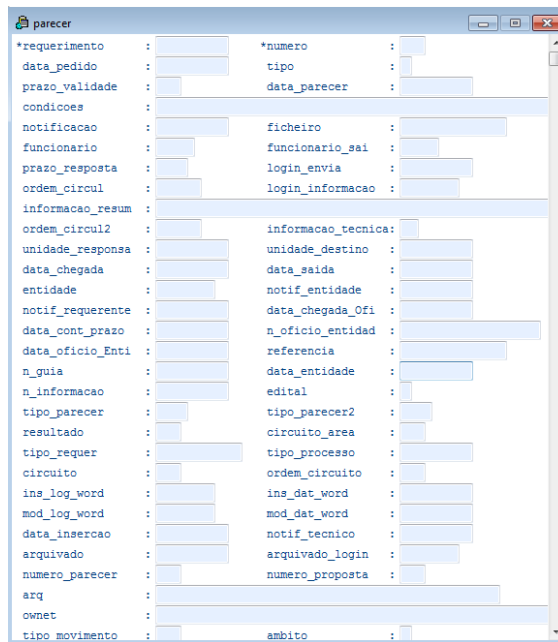 parecer
*requerimento : *numero :
data_pedido : tipo :
prazo_validade : data_parecer :
condicoes :
notificacao : ficheiro :
funcionario : funcionario_sai :
prazo_resposta : login_envia :
ordem_circul : login_informacao :
informacao_resum :
ordem_circul2 : informacao_tecnica:
unidade_responsa : unidade_destino :
data_chegada : data_saida :
entidade : notif_entidade :
notif_requerente : data_chegada_Ofi :
data_cont_prazo : n_oficio_entidad :
data_oficio_Enti : referencia :
n_guia : data_entidade :
n_informacao : edital :
tipo_parecer : tipo_parecer2 :
resultado : circuito_area :
tipo_requer : tipo_processo :
circuito : ordem_circuito :
ins_log_word : ins_dat_word :
mod_log_word : mod_dat_word :
data_insercao : notif_tecnico :
arquivado : arquivado_login :
numero_parecer : numero_proposta :
arq :
ownet :
tipo_movimento : ambito :